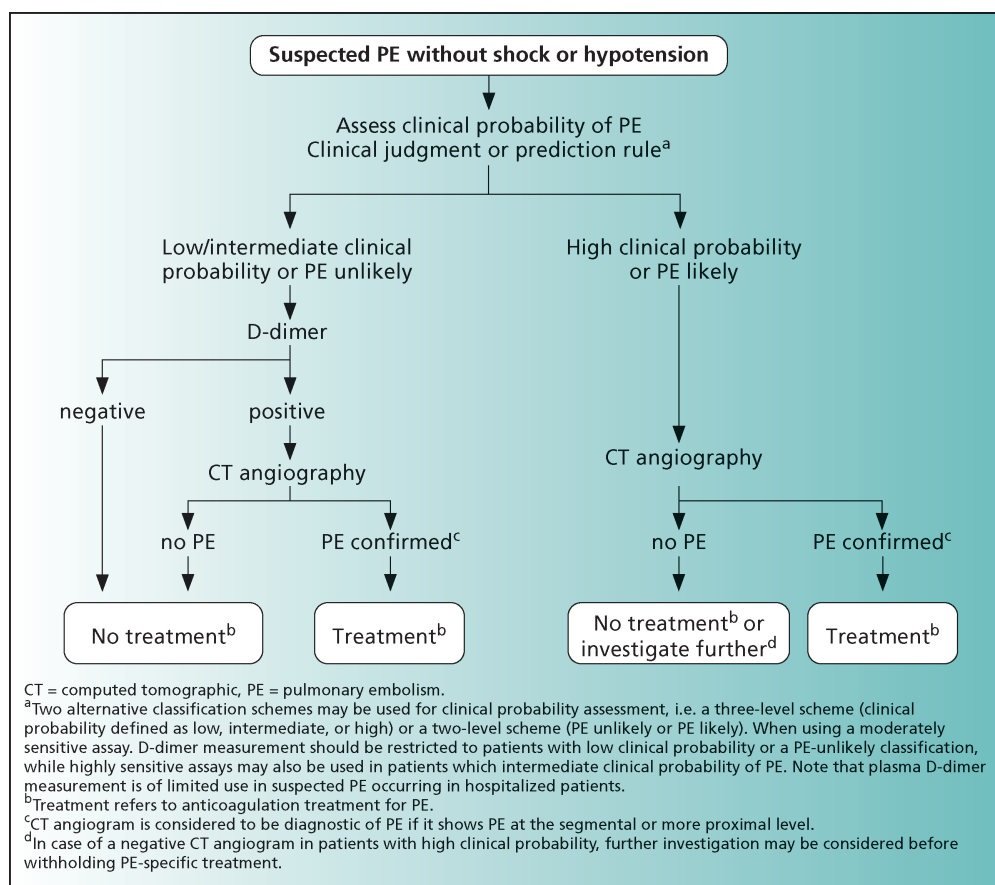 Suspected PE without shock or hypotension
Assess clinical probability of PE
Clinical judgment or prediction ruleᵃ
Low/intermediate clinical
probability or PE unlikely
High clinical probability
or PE likely
D-dimer
negative
positive
CT angiography
CT angiography
no PE
PE confirmedᶜ
no PE
PE confirmedᶜ
No treatmentᵇ
Treatmentᵇ
No treatmentᵇ or
investigate furtherᵈ
Treatmentᵇ
CT = computed tomographic, PE = pulmonary embolism.
ᵃTwo alternative classification schemes may be used for clinical probability assessment, i.e. a three-level scheme (clinical
probability defined as low, intermediate, or high) or a two-level scheme (PE unlikely or PE likely). When using a moderately
sensitive assay. D-dimer measurement should be restricted to patients with low clinical probability or a PE-unlikely classification,
while highly sensitive assays may also be used in patients which intermediate clinical probability of PE. Note that plasma D-dimer
measurement is of limited use in suspected PE occurring in hospitalized patients.
ᵇTreatment refers to anticoagulation treatment for PE.
ᶜCT angiogram is considered to be diagnostic of PE if it shows PE at the segmental or more proximal level.
ᵈIn case of a negative CT angiogram in patients with high clinical probability, further investigation may be considered before
withholding PE-specific treatment.